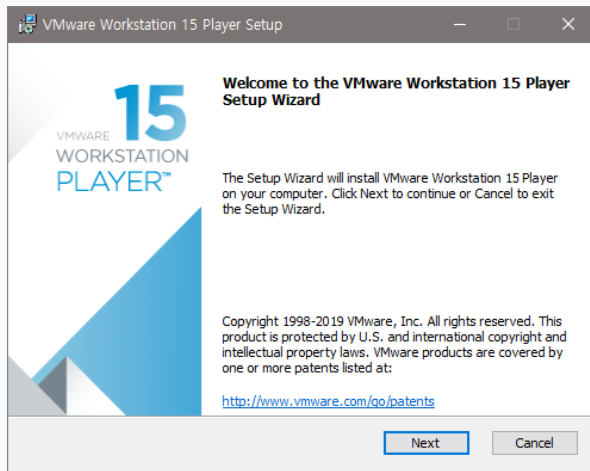 VMware Workstation 15 Player Setup
VMWARE 15
WORKSTATION
PLAYER™
Welcome to the VMware Workstation 15 Player
Setup Wizard
The Setup Wizard will install VMware Workstation 15 Player
on your computer. Click Next to continue or Cancel to exit
the Setup Wizard.
Copyright 1998-2019 VMware, Inc. All rights reserved. This
product is protected by U.S. and international copyright and
intellectual property laws. VMware products are covered by
one or more patents listed at:
http://www.vmware.com/go/patents
Next
Cancel